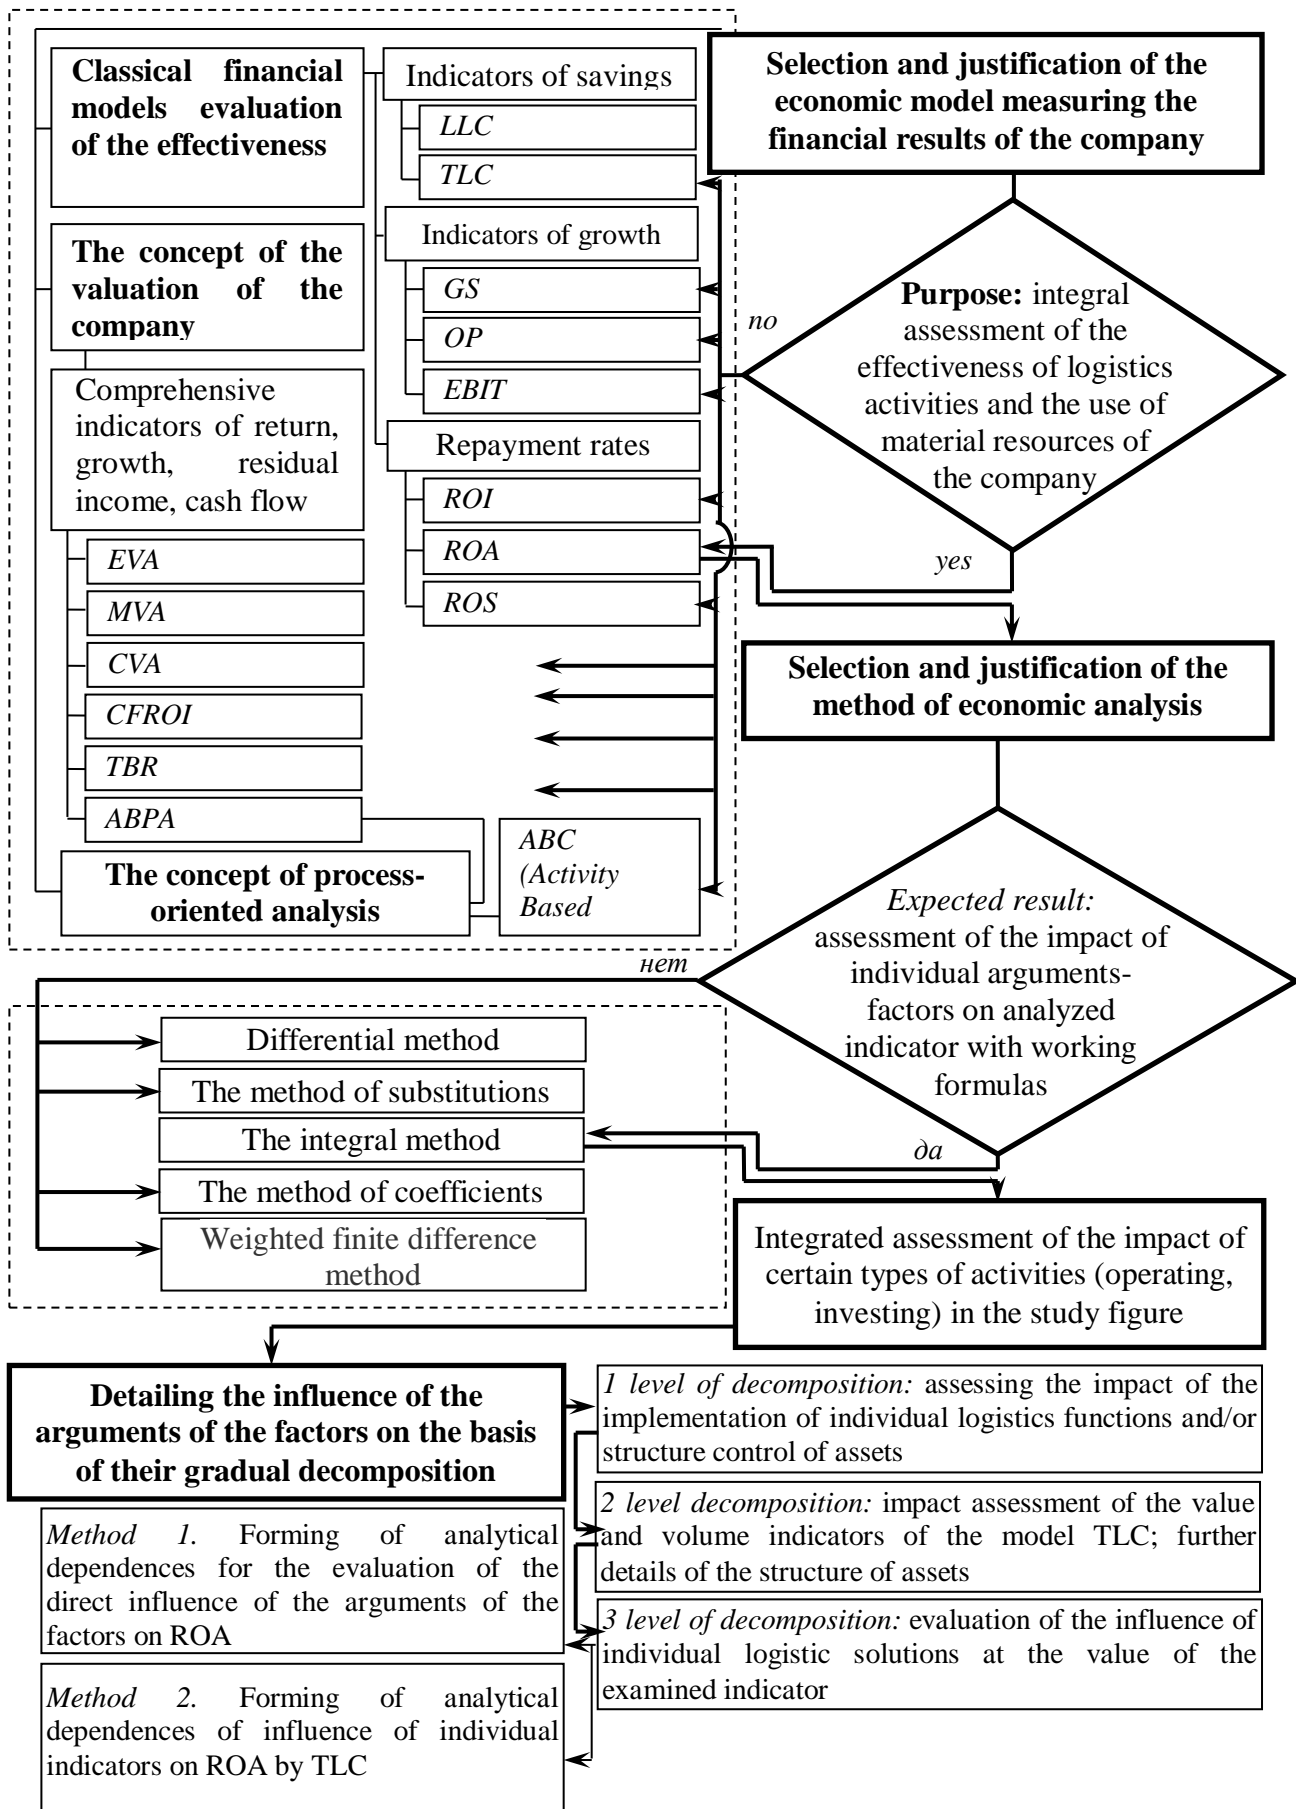 Classical financial
models evaluation
of the effectiveness
Indicators of savings
LLC
TLC
Selection and justification of the
economic model measuring the
financial results of the company
The concept of the
valuation of the
company
Indicators of growth
GS
OP
EBIT
no
Purpose: integral
assessment of the
effectiveness of logistics
activities and the use of
material resources of
the company
Comprehensive
indicators of return,
growth, residual
income, cash flow
Repayment rates
ROI
ROA
ROS
yes
EVA
MVA
CVA
CFROI
TBR
ABPA
Selection and justification of the
method of economic analysis
The concept of process-
oriented analysis
ABC
(Activity
Based
Expected result:
assessment of the impact of
individual arguments-
factors on analyzed
indicator with working
formulas
нет
Differential method
The method of substitutions
The integral method
The method of coefficients
Weighted finite difference
method
да
Integrated assessment of the impact of
certain types of activities (operating,
investing) in the study figure
Detailing the influence of the
arguments of the factors on the basis
of their gradual decomposition
1 level of decomposition: assessing the impact of the
implementation of individual logistics functions and/or
structure control of assets
2 level decomposition: impact assessment of the value
and volume indicators of the model TLC; further
details of the structure of assets
3 level of decomposition: evaluation of the influence of
individual logistic solutions at the value of the
examined indicator
Method 1. Forming of analytical
dependences for the evaluation of the
direct influence of the arguments of the
factors on ROA
Method 2. Forming of analytical
dependences of influence of individual
indicators on ROA by TLC